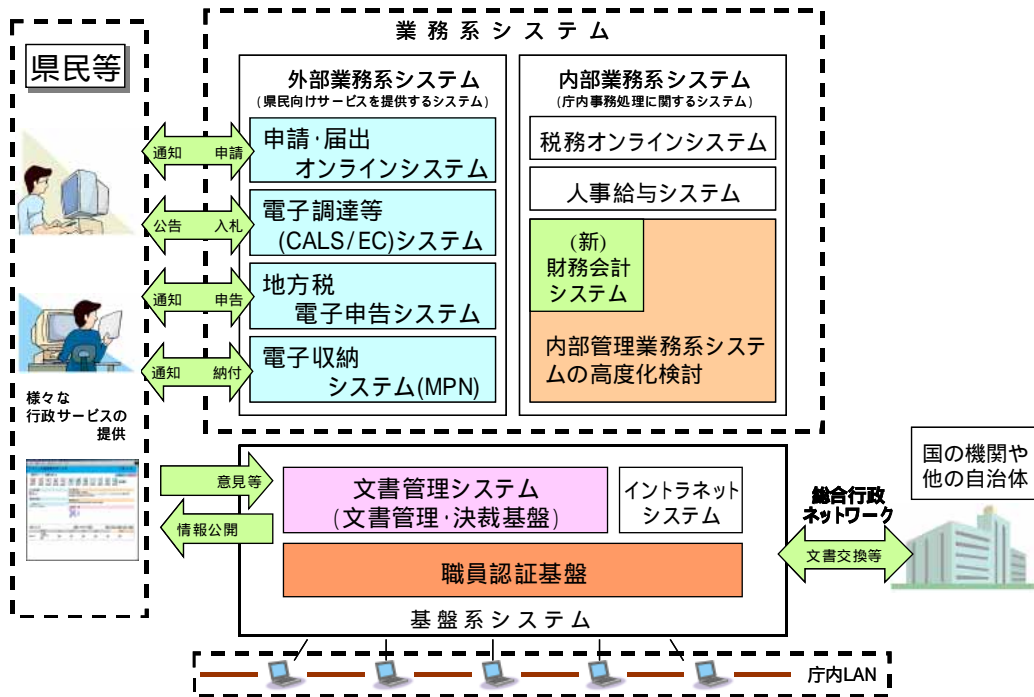 業務系システム
県民等
外部業務系システム
(県民向けサービスを提供するシステム)
申請・届出
オンラインシステム
電子調達等
(CALS/EC)システム
地方税
電子申告システム
電子収納
システム(MPN)
内部業務系システム
(庁内事務処理に関するシステム)
税務オンラインシステム
人事給与システム
(新)
財務会計
システム
内部管理業務系システ
ムの高度化検討
通知 申請
公告 入札
通知 申告
通知 納付
様々な
行政サービスの
提供
意見等
情報公開
文書管理システム
(文書管理・決裁基盤)
イントラネット
システム
職員認証基盤
基盤系システム
国の機関や
他の自治体
総合行政
ネットワーク
文書交換等
庁内LAN